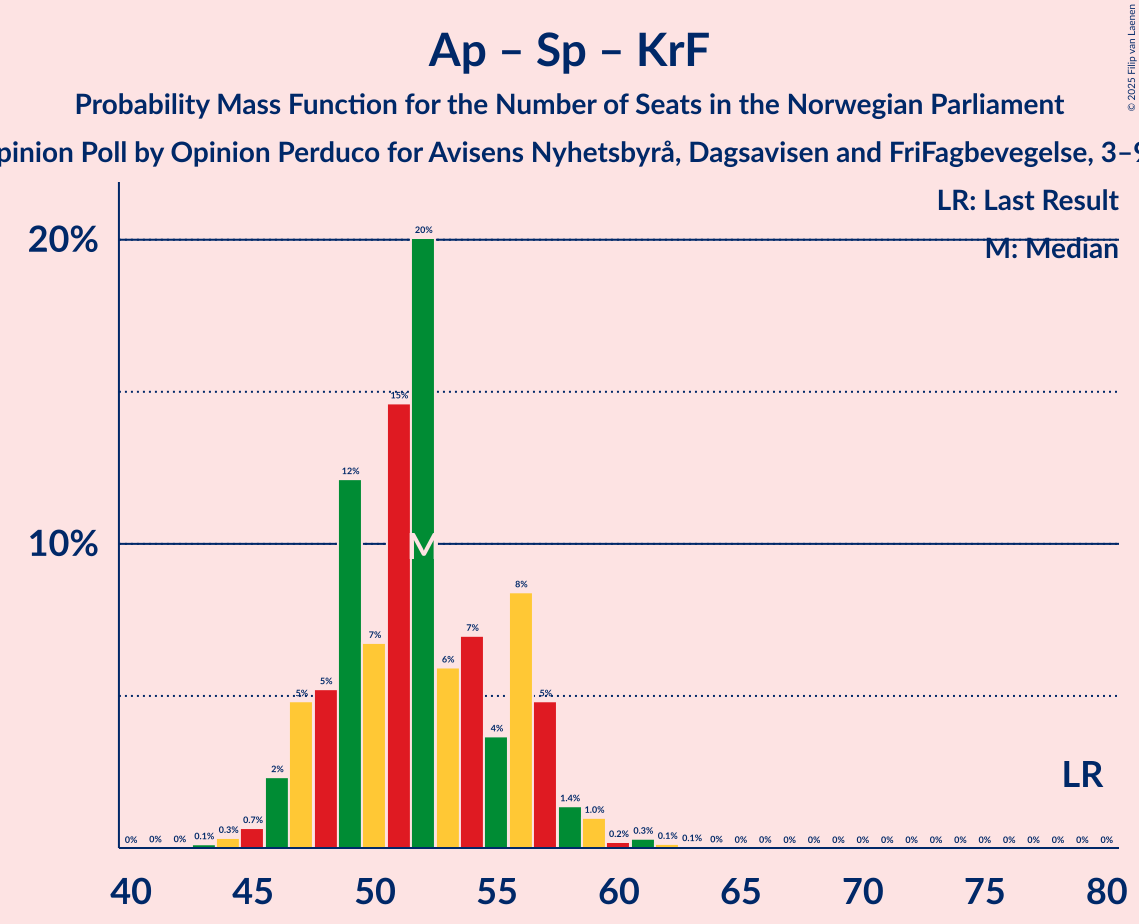 Ap – Sp – KrF
Probability Mass Function for the Number of Seats in the Norwegian Parliament
pinion Poll by Opinion Perduco for Avisens Nyhetsbyrå, Dagsavisen and FriFagbevegelse, 3–9
© 2025 Filip van Laenen
LR: Last Result
M: Median
20%
10%
0% 0% 0% 0.1% 0.3% 0.7% 2% 5% 5% 12% 7% 15% 20% 6% 7% 4% 8% 5% 1.4% 1.0% 0.2% 0.3% 0.1% 0.1% 0% 0% 0% 0% 0% 0% 0% 0% 0% 0% 0% 0% 0% 0% 0% 0% 0%
M
LR
40 45 50 55 60 65 70 75 80